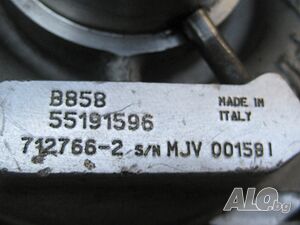 B858
MADE IN
55191596
ITALY
712766-2 S/N MJV 001591
ALO.bg